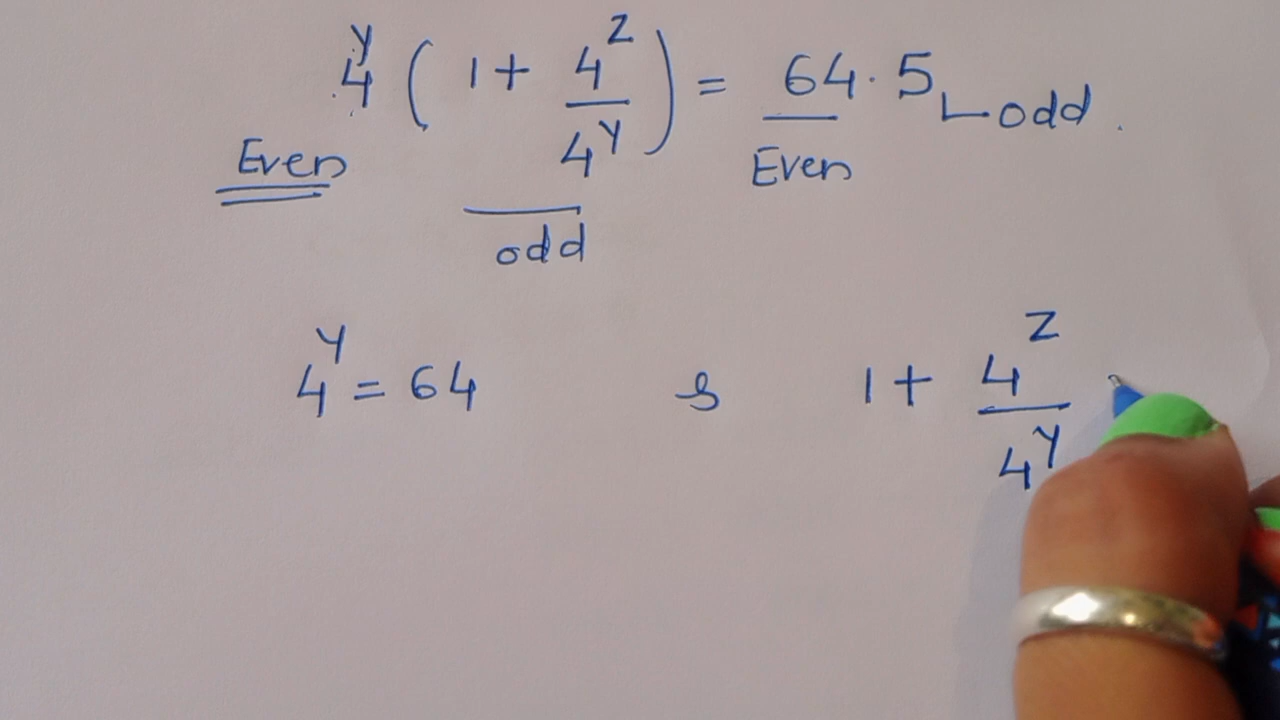 4^y ( 1 + 4^z / 4^y ) = 64 · 5 odd.
Even odd Even
4^y = 64 & 1 + 4^z / 4^y